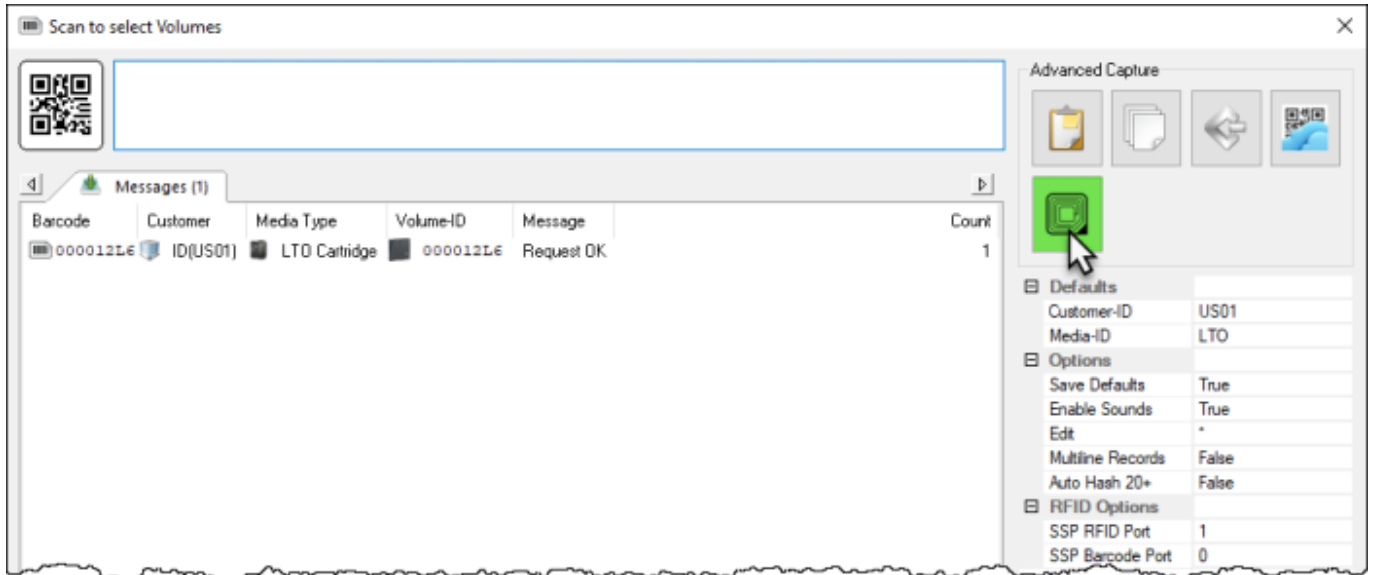 Scan to select Volumes
Advanced Capture
Messages (1)
Barcode Customer Media Type Volume-ID Message Count
000012L6 ID(US01) LTO Cartridge 000012L6 Request OK 1
Defaults
Customer-ID US01
Media-ID LTO
Options
Save Defaults True
Enable Sounds True
Edit *
Multiline Records False
Auto Hash 20+ False
RFID Options
SSP RFID Port 1
SSP Barcode Port 0